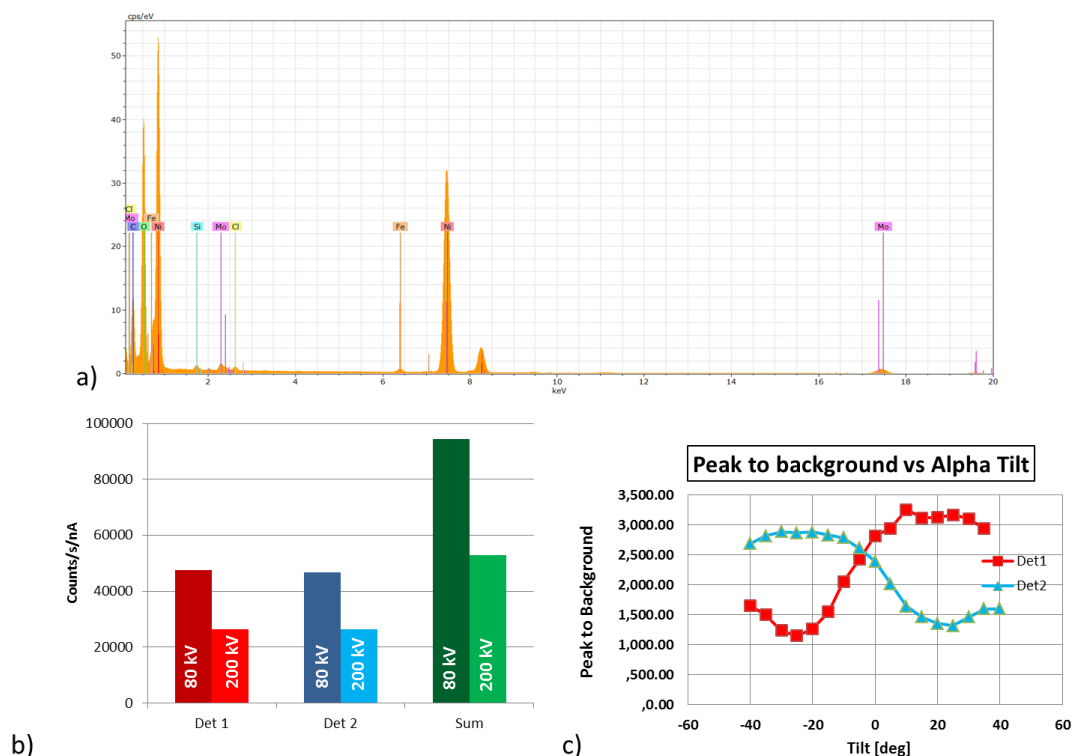 cps/eV
50
40
30
20
10
0
Cl
Mo Fe
C O Ni Si Mo Cl Fe Ni Mo
2 4 6 8 10 12 14 16 18 20
keV
a)
100000
80000
60000
40000
20000
0
Counts/s/nA
80 kV 200 kV 80 kV 200 kV 80 kV 200 kV
Det 1 Det 2 Sum
b)
Peak to background vs Alpha Tilt
3,500.00
3,000.00
2,500.00
2,000.00
1,500.00
1,000.00
,500.00
,0.00
Peak to Background
Det1
Det2
-60 -40 -20 0 20 40 60
Tilt [deg]
c)